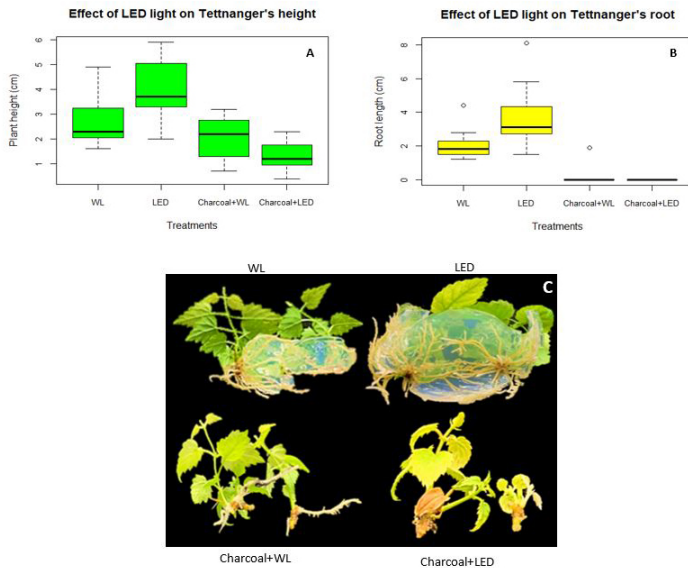 Effect of LED light on Tettnanger's height
A
Plant height (cm)
6
5
4
3
2
1
WL LED Charcoal+WL Charcoal+LED
Treatments
Effect of LED light on Tettnanger's root
B
Root length (cm)
8
6
4
2
0
WL LED Charcoal+WL Charcoal+LED
Treatments
WL LED
C
Charcoal+WL Charcoal+LED